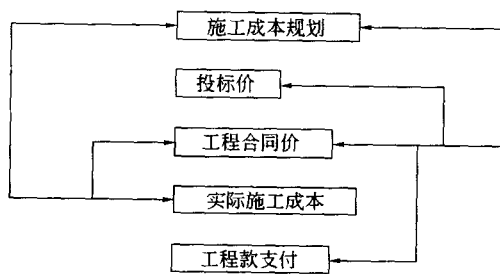 施工成本规划
投标价
工程合同价
实际施工成本
工程款支付